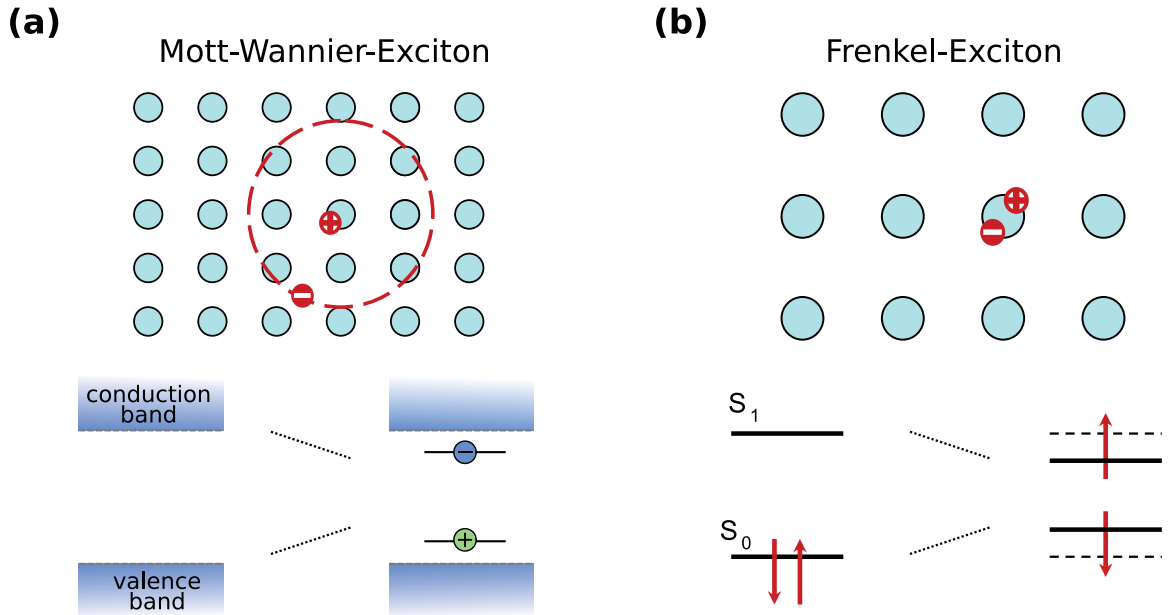 (a)
Mott-Wannier-Exciton
conduction
band
valence
band
(b)
Frenkel-Exciton
S1
S0